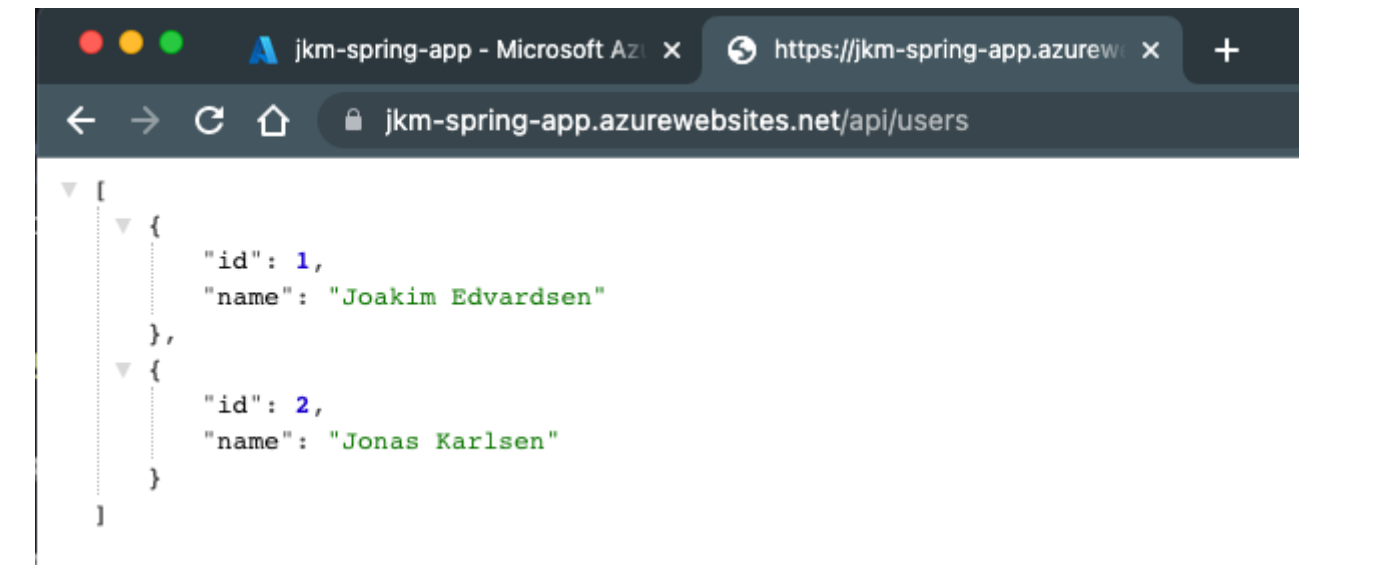 jkm-spring-app - Microsoft Az
https://jkm-spring-app.azurew
jkm-spring-app.azurewebsites.net/api/users
[
{
"id": 1,
"name": "Joakim Edvardsen"
},
{
"id": 2,
"name": "Jonas Karlsen"
}
]